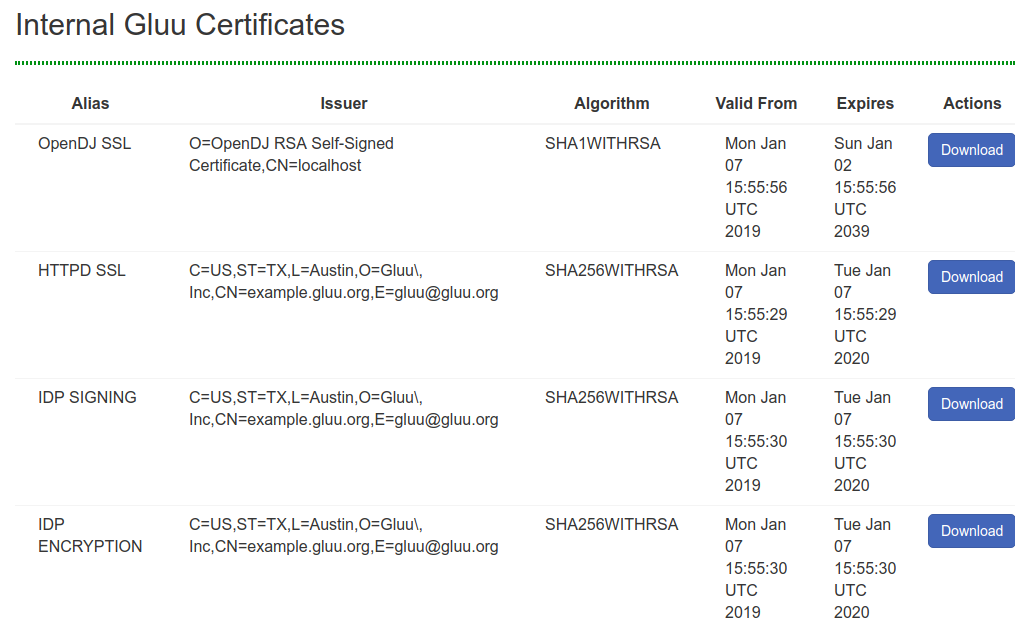 Internal Gluu Certificates
Alias Issuer Algorithm Valid From Expires Actions
OpenDJ SSL O=OpenDJ RSA Self-Signed SHA1WITHRSA Mon Jan Sun Jan Download
Certificate,CN=localhost 07 02
15:55:56 15:55:56
UTC UTC
2019 2039
HTTPD SSL C=US,ST=TX,L=Austin,O=Gluu\, SHA256WITHRSA Mon Jan Tue Jan Download
Inc,CN=example.gluu.org,E=gluu@gluu.org 07 07
15:55:29 15:55:29
UTC UTC
2019 2020
IDP SIGNING C=US,ST=TX,L=Austin,O=Gluu\, SHA256WITHRSA Mon Jan Tue Jan Download
Inc,CN=example.gluu.org,E=gluu@gluu.org 07 07
15:55:30 15:55:30
UTC UTC
2019 2020
IDP C=US,ST=TX,L=Austin,O=Gluu\, SHA256WITHRSA Mon Jan Tue Jan Download
ENCRYPTION Inc,CN=example.gluu.org,E=gluu@gluu.org 07 07
15:55:30 15:55:30
UTC UTC
2019 2020